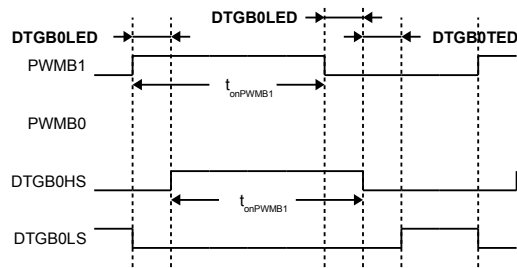 DTGB0LED
DTGB0LED DTGB0TED
PWMB1
tonPWMB1
PWMB0
DTGB0HS
tonPWMB1
DTGB0LS